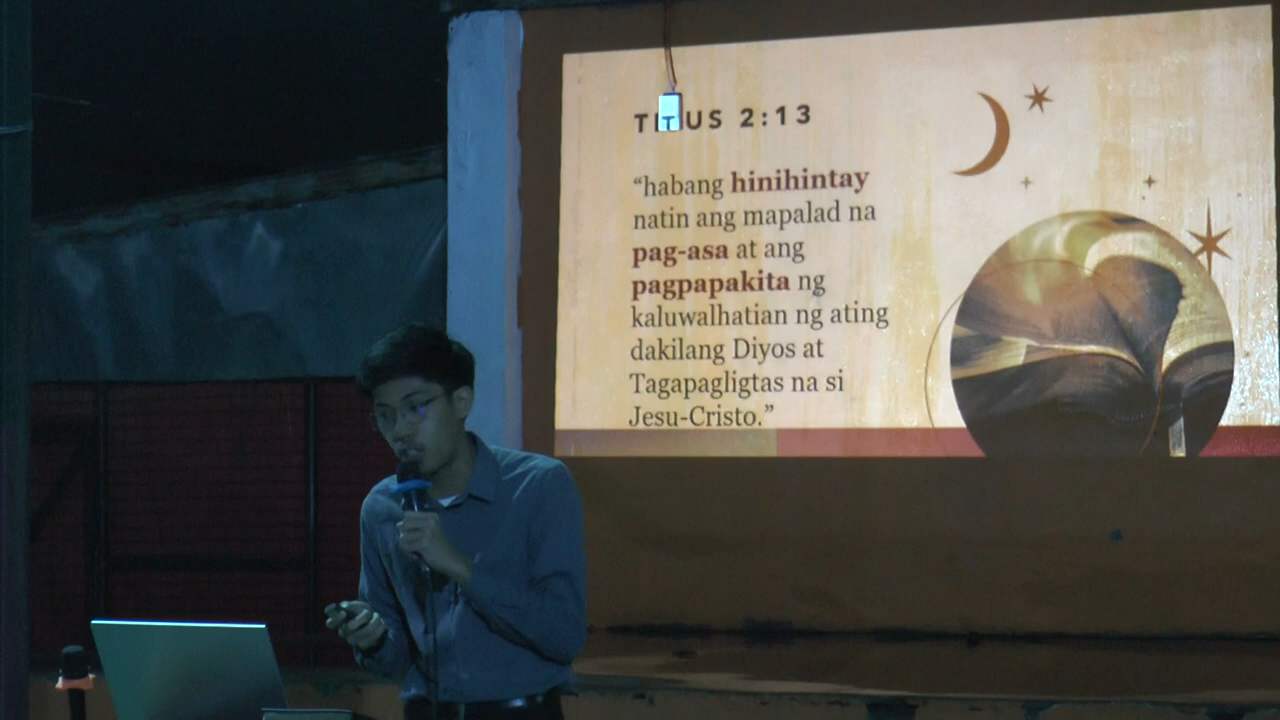 TITUS 2:13
“habang hinihintay
natin ang mapalad na
pag-asa at ang
pagpapakita ng
kaluwalhatian ng ating
dakilang Diyos at
Tagapagligtas na si
Jesu-Cristo.”